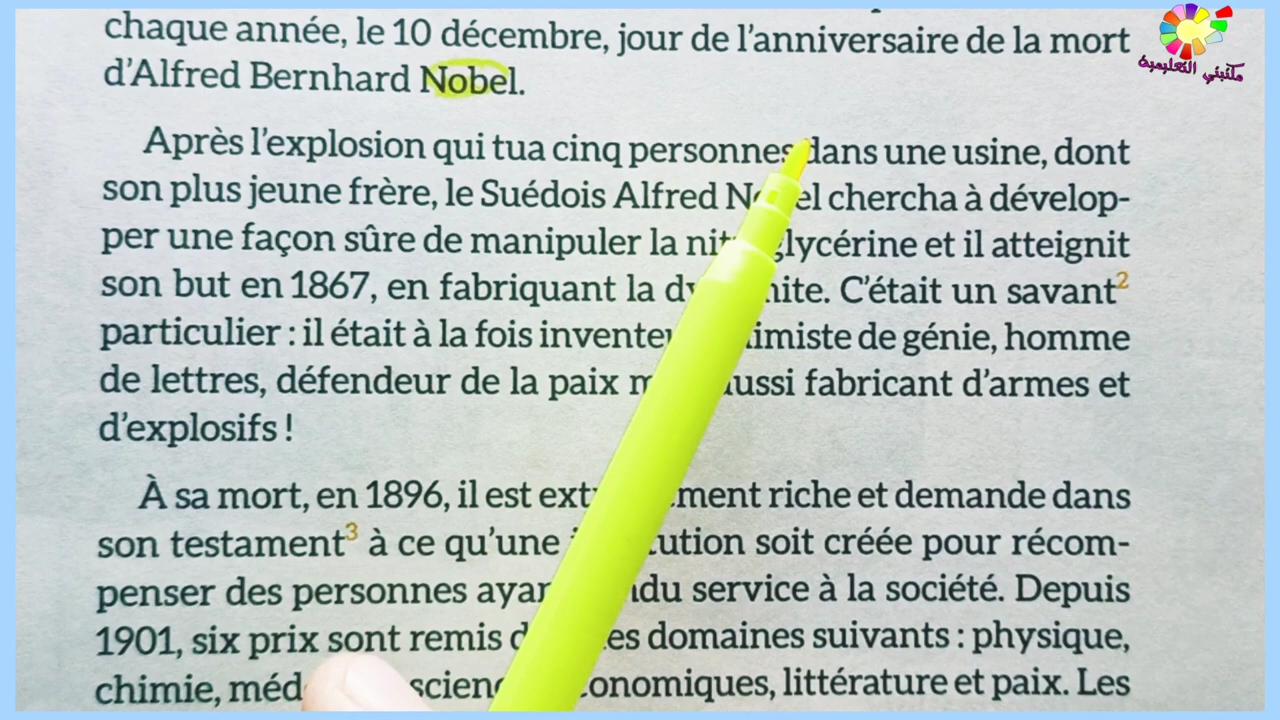 chaque année, le 10 décembre, jour de l'anniversaire de la mort
d'Alfred Bernhard Nobel.
Après l'explosion qui tua cinq personnes dans une usine, dont
son plus jeune frère, le Suédois Alfred Nobel chercha à dévelop-
per une façon sûre de manipuler la nitroglycérine et il atteignit
son but en 1867, en fabriquant la dynamite. C'était un savant²
particulier : il était à la fois inventeur, chimiste de génie, homme
de lettres, défendeur de la paix mais aussi fabricant d'armes et
d'explosifs !
À sa mort, en 1896, il est extrêmement riche et demande dans
son testament³ à ce qu'une institution soit créée pour récom-
penser des personnes ayant rendu service à la société. Depuis
1901, six prix sont remis dans les domaines suivants : physique,
chimie, sciences économiques, littérature et paix. Les
مكتبتي التعليمية